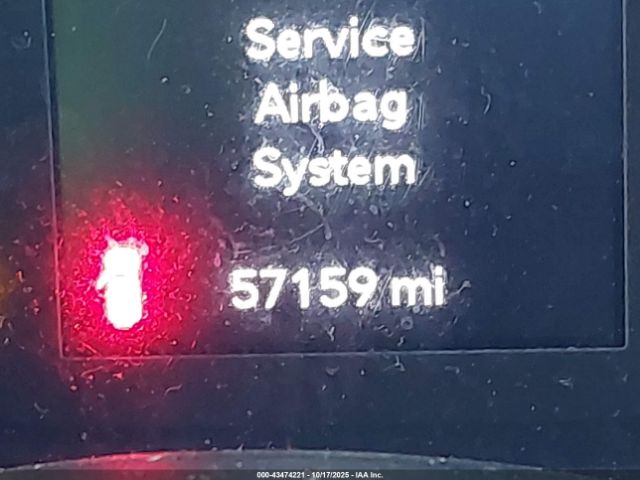 Service
Airbag
System
57159 mi
000-43474221 - 10/17/2025 - IAA Inc.